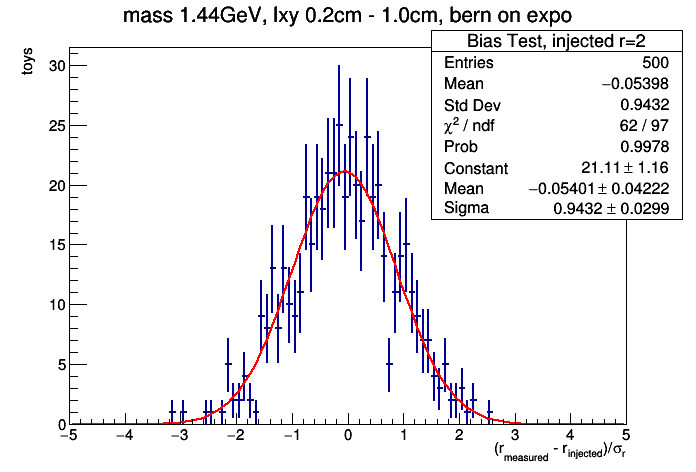 mass 1.44GeV, lxy 0.2cm - 1.0cm, bern on expo
Bias Test, injected r=2
Entries 500
Mean −0.05398
Std Dev 0.9432
χ² / ndf 62 / 97
Prob 0.9978
Constant 21.11 ± 1.16
Mean −0.05401 ± 0.04222
Sigma 0.9432 ± 0.0299
toys
30
25
20
15
10
5
0
−5 −4 −3 −2 −1 0 1 2 3 4 5
(r_measured - r_injected)/σ_r